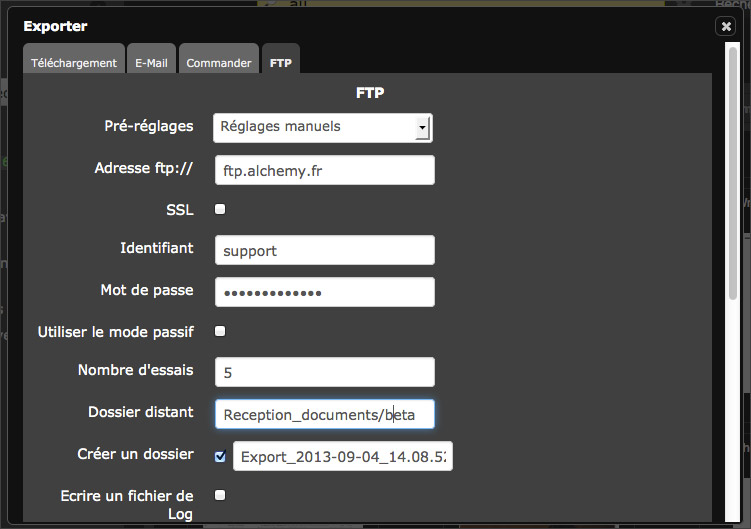 Exporter
Téléchargement
E-Mail
Commander
FTP
FTP
Pré-réglages
Réglages manuels
Adresse ftp://
ftp.alchemy.fr
SSL
Identifiant
support
Mot de passe
•••••••••••••
Utiliser le mode passif
Nombre d'essais
5
Dossier distant
Reception_documents/beta
Créer un dossier
Export_2013-09-04_14.08.52
Ecrire un fichier de
Log